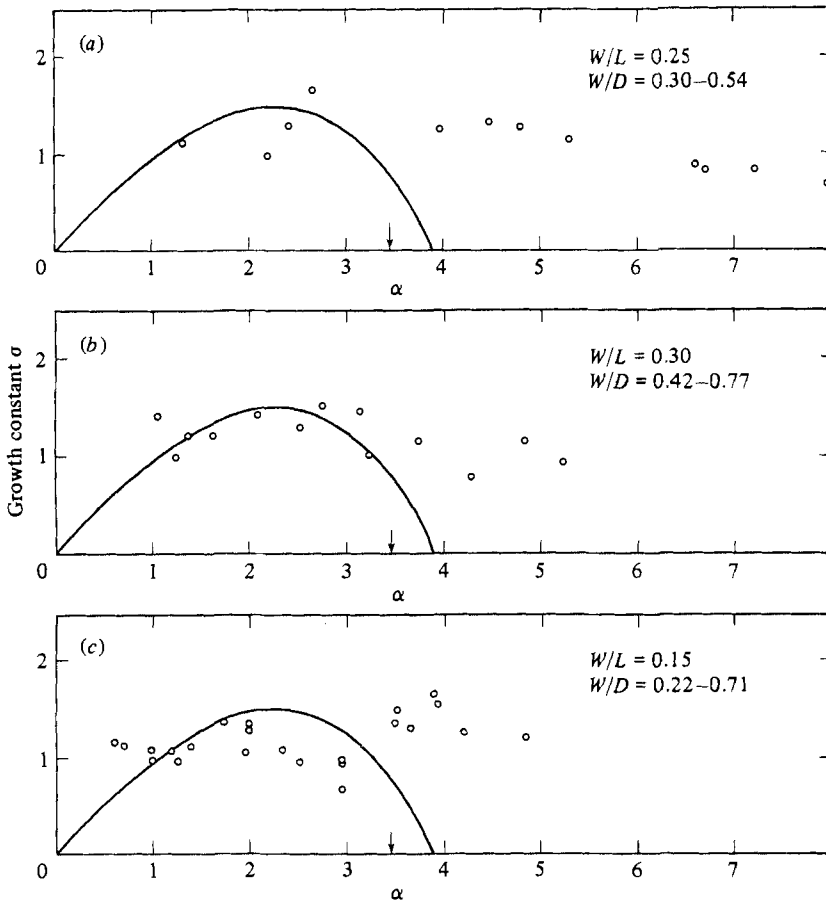 (a)
W/L = 0.25
W/D = 0.30–0.54
2
1
0
1 2 3 4 5 6 7
α
(b)
W/L = 0.30
W/D = 0.42–0.77
2
1
0
1 2 3 4 5 6 7
α
Growth constant σ
(c)
W/L = 0.15
W/D = 0.22–0.71
2
1
0
1 2 3 4 5 6 7
α